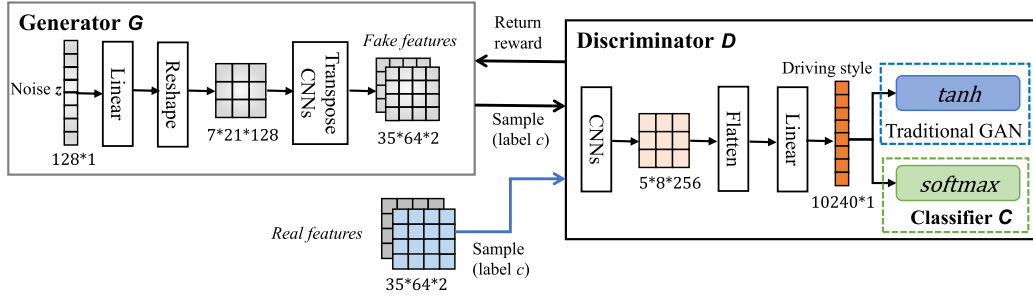 Generator G
Noise z
128*1
Linear
Reshape
7*21*128
Transpose
CNNs
Fake features
35*64*2
Return
reward
Sample
(label c)
Real features
35*64*2
Sample
(label c)
Discriminator D
CNNs
5*8*256
Flatten
Linear
Driving style
10240*1
tanh
Traditional GAN
softmax
Classifier C